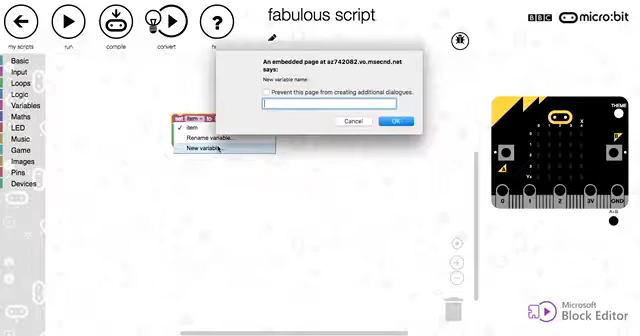 fabulous script
BBC micro:bit
my scripts
run
compile
convert
Basic
Input
Loops
Logic
Variables
Maths
LED
Music
Game
Images
Pins
Devices
set item to
✓ item
Rename variable...
New variable...
An embedded page at az742082.vo.msecnd.net
says:
New variable name:
Prevent this page from creating additional dialogues.
Cancel
OK
THEME
B
A
0
1
2
3V
GND
A+B
Microsoft
Block Editor